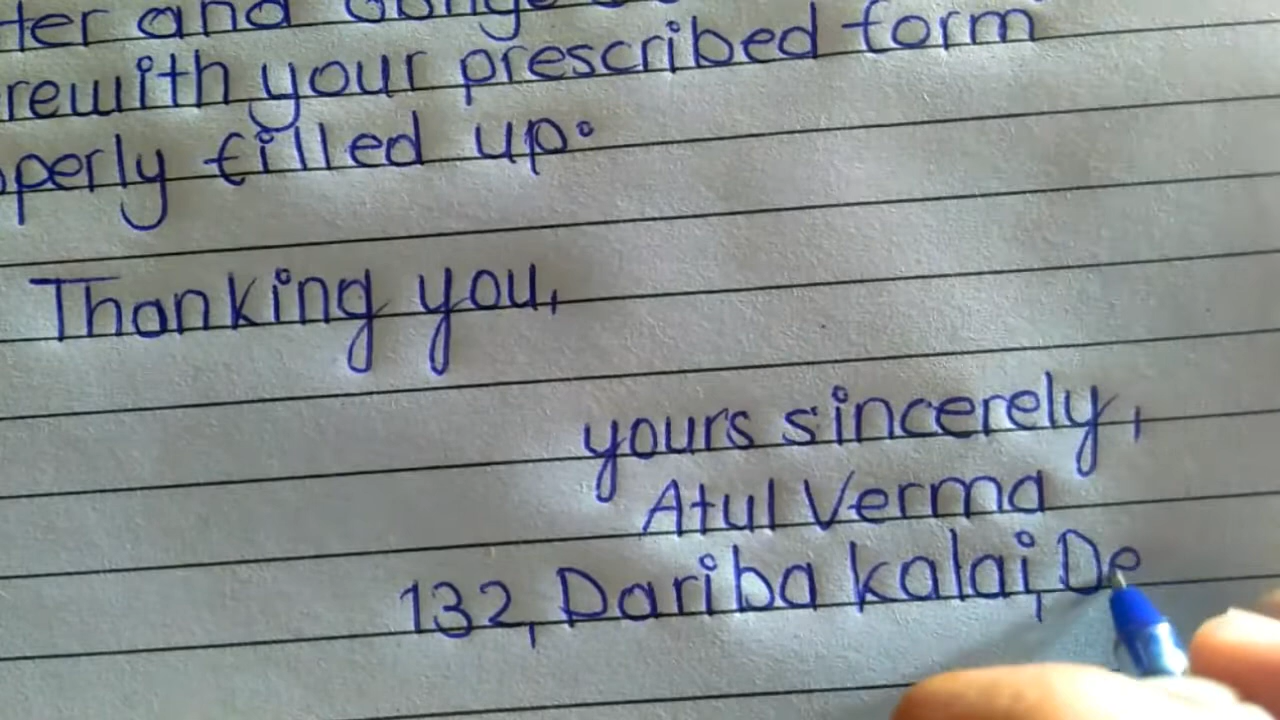 ter and
rewith your prescribed form
perly filled up.
Thanking you,
yours sincerely,
Atul Verma
132, Dariba kalai, De